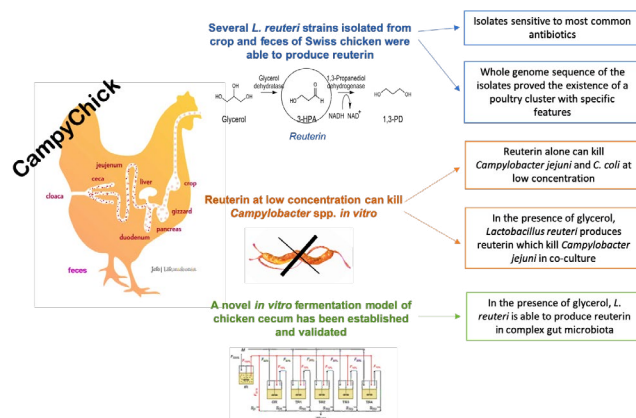 CampyChick
jeujenum
ceca
liver
cloaca
crop
gizzard
pancreas
duodenum
feces
Several L. reuteri strains isolated from
crop and feces of Swiss chicken were
able to produce reuterin
Glycerol
dehydratase
1,3-Propanediol
dehydrogenase
HO
OH
OH
HO
O
HO
OH
NADH NAD+
Glycerol
3-HPA
1,3-PD
Reuterin
Reuterin at low concentration can kill
Campylobacter spp. in vitro
A novel in vitro fermentation model of
chicken cecum has been established
and validated
Isolates sensitive to most common
antibiotics
Whole genome sequence of the
isolates proved the existence of a
poultry cluster with specific
features
Reuterin alone can kill
Campylobacter jejuni and C. coli at
low concentration
In the presence of glycerol,
Lactobacillus reuteri produces
reuterin which kill Campylobacter
jejuni in co-culture
In the presence of glycerol, L.
reuteri is able to produce reuterin
in complex gut microbiota